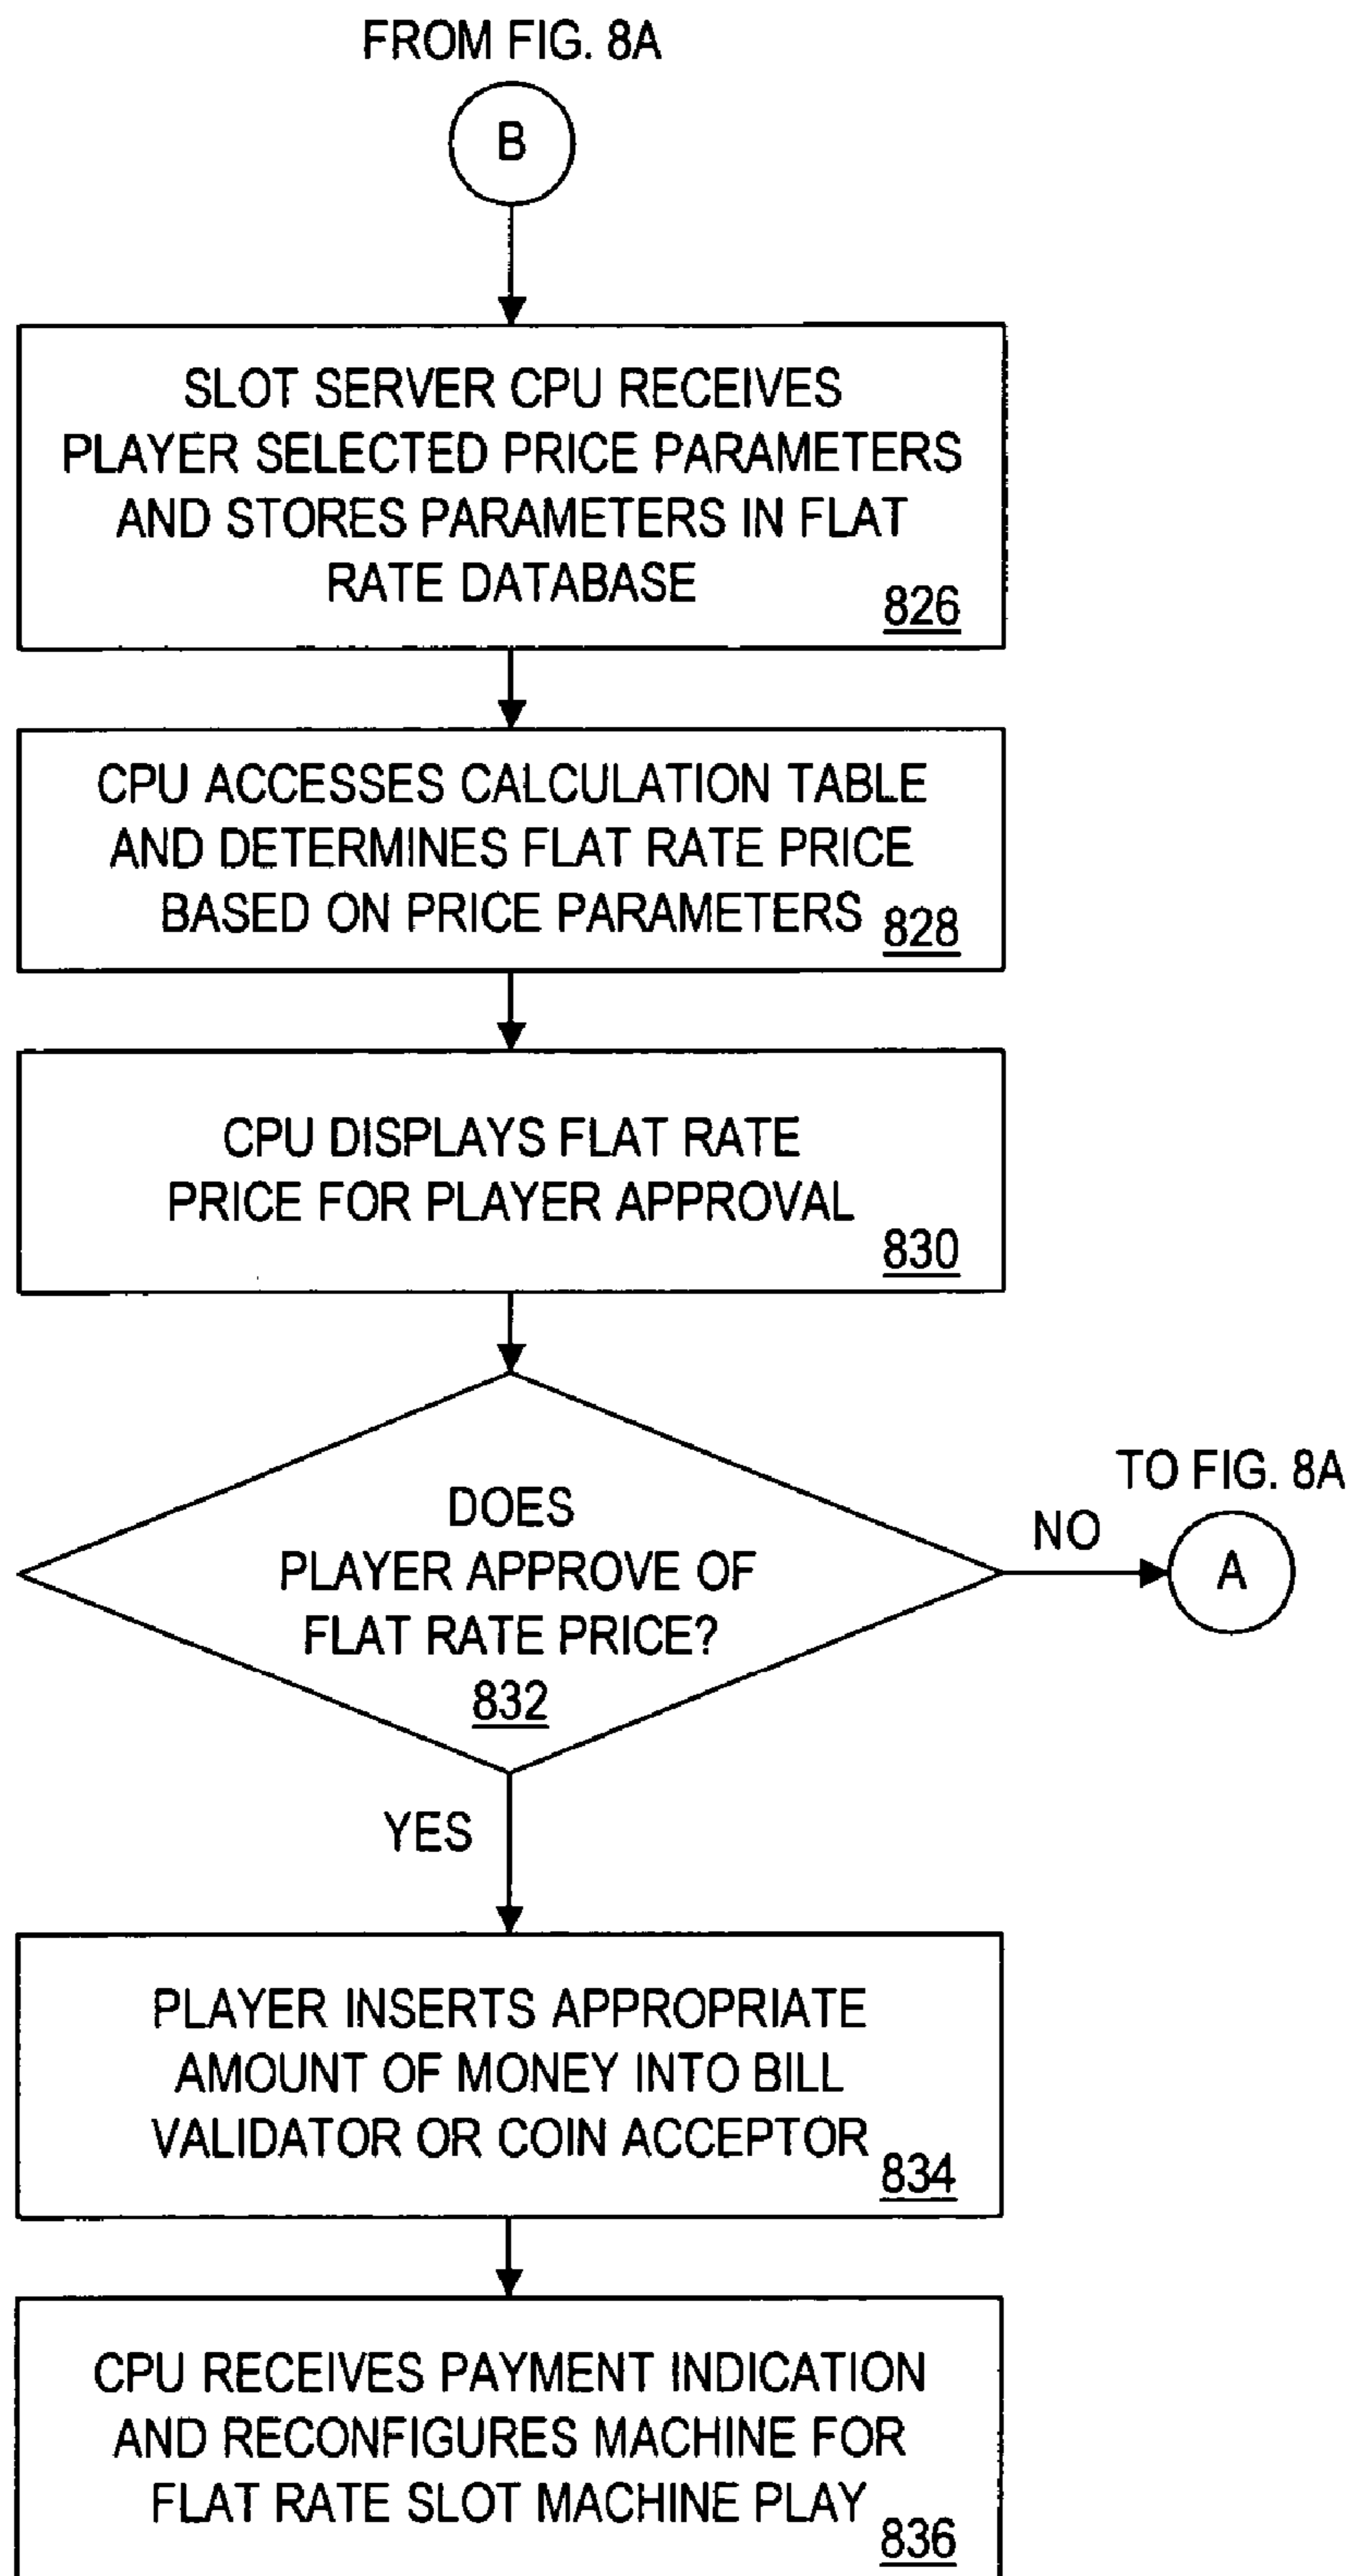 FROM FIG. 8A
B
SLOT SERVER CPU RECEIVES
PLAYER SELECTED PRICE PARAMETERS
AND STORES PARAMETERS IN FLAT
RATE DATABASE
826
CPU ACCESSES CALCULATION TABLE
AND DETERMINES FLAT RATE PRICE
BASED ON PRICE PARAMETERS
828
CPU DISPLAYS FLAT RATE
PRICE FOR PLAYER APPROVAL
830
DOES
PLAYER APPROVE OF
FLAT RATE PRICE?
832
NO
TO FIG. 8A
A
YES
PLAYER INSERTS APPROPRIATE
AMOUNT OF MONEY INTO BILL
VALIDATOR OR COIN ACCEPTOR
834
CPU RECEIVES PAYMENT INDICATION
AND RECONFIGURES MACHINE FOR
FLAT RATE SLOT MACHINE PLAY
836